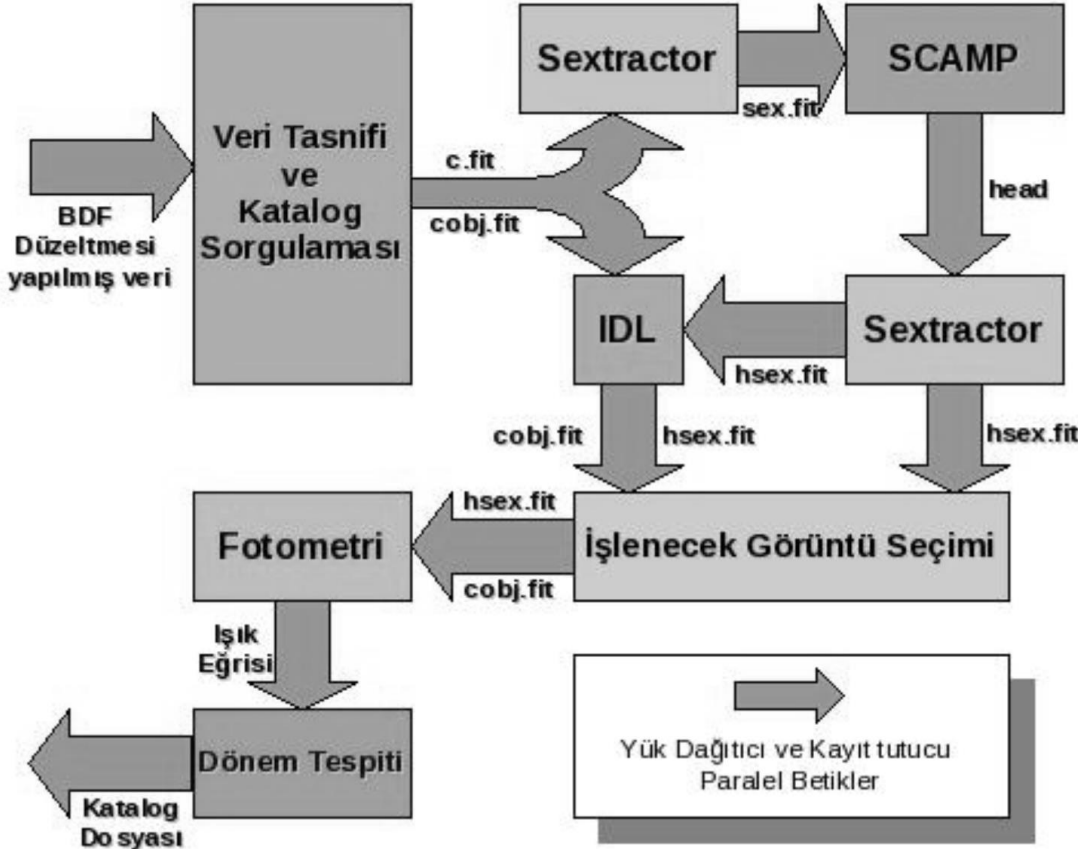 Sextractor
SCAMP
sex.fit
Veri Tasnifi
ve
Katalog
Sorgulaması
c.fit
cobj.fit
BDF
Düzeltmesi
yapılmış veri
head
IDL
Sextractor
hsex.fit
cobj.fit
hsex.fit
hsex.fit
Fotometri
hsex.fit
cobj.fit
İşlenecek Görüntü Seçimi
Işık
Eğrisi
Dönem Tespiti
Katalog
Dosyası
Yük Dağıtıcı ve Kayıt tutucu
Paralel Betikler